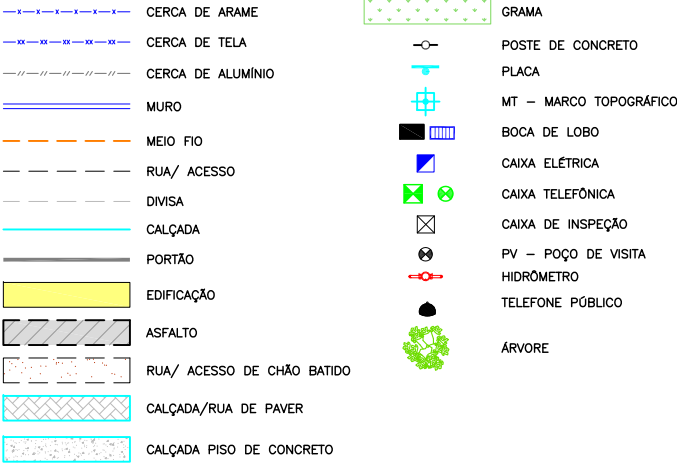 CERCA DE ARAME
CERCA DE TELA
CERCA DE ALUMÍNIO
MURO
MEIO FIO
RUA/ ACESSO
DIVISA
CALÇADA
PORTÃO
EDIFICAÇÃO
ASFALTO
RUA/ ACESSO DE CHÃO BATIDO
CALÇADA/RUA DE PAVER
CALÇADA PISO DE CONCRETO
GRAMA
POSTE DE CONCRETO
PLACA
MT - MARCO TOPOGRÁFICO
BOCA DE LOBO
CAIXA ELÉTRICA
CAIXA TELEFÔNICA
CAIXA DE INSPEÇÃO
PV - POÇO DE VISITA
HIDRÔMETRO
TELEFONE PÚBLICO
ÁRVORE